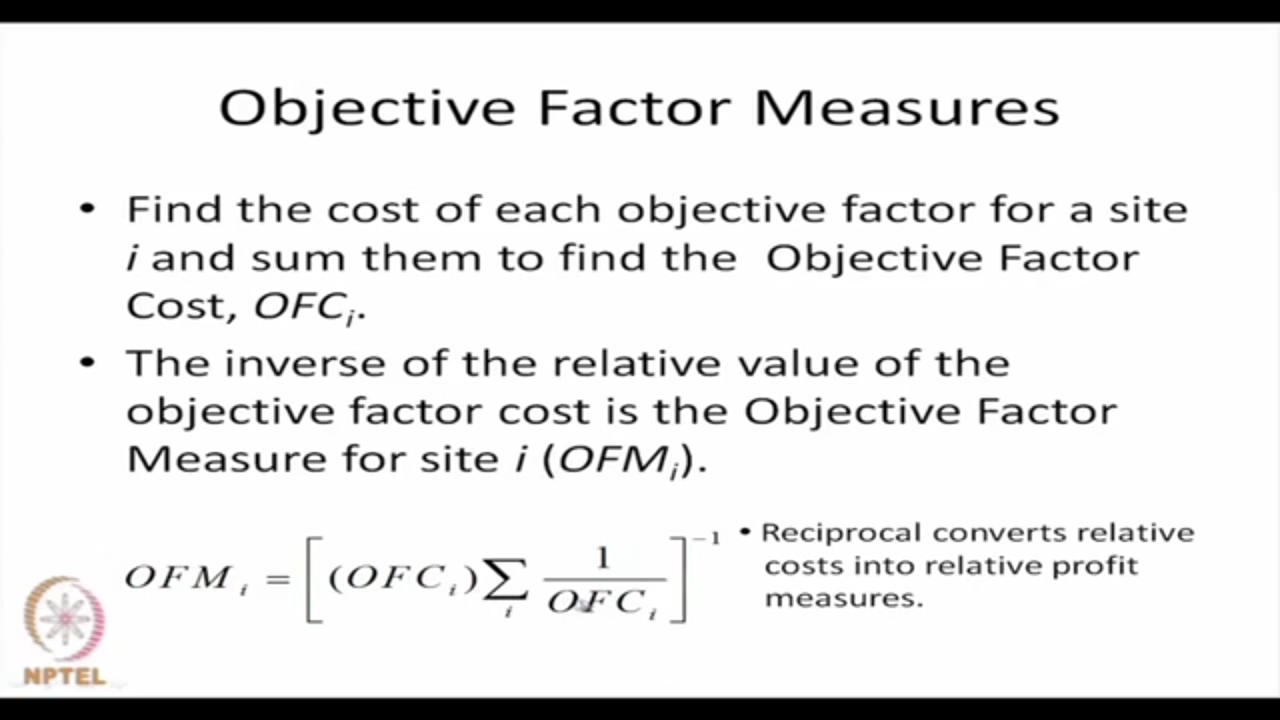 Objective Factor Measures
• Find the cost of each objective factor for a site
i and sum them to find the Objective Factor
Cost, OFCᵢ.
• The inverse of the relative value of the
objective factor cost is the Objective Factor
Measure for site i (OFMᵢ).
OFMᵢ = [(OFCᵢ)∑ᵢ 1/OFCᵢ]⁻¹
• Reciprocal converts relative
costs into relative profit
measures.
NPTEL